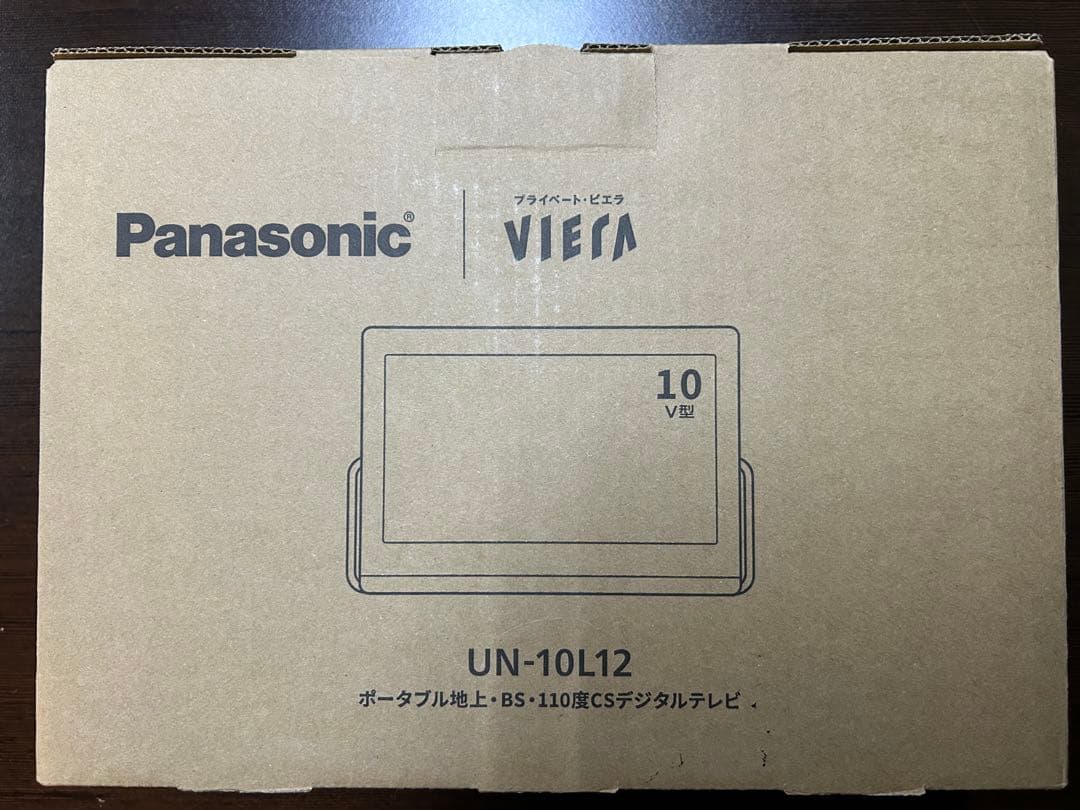 Panasonic®
プライベート・ビエラ
VIERA
10
V型
UN-10L12
ポータブル地上・BS・110度CSデジタルテレビ